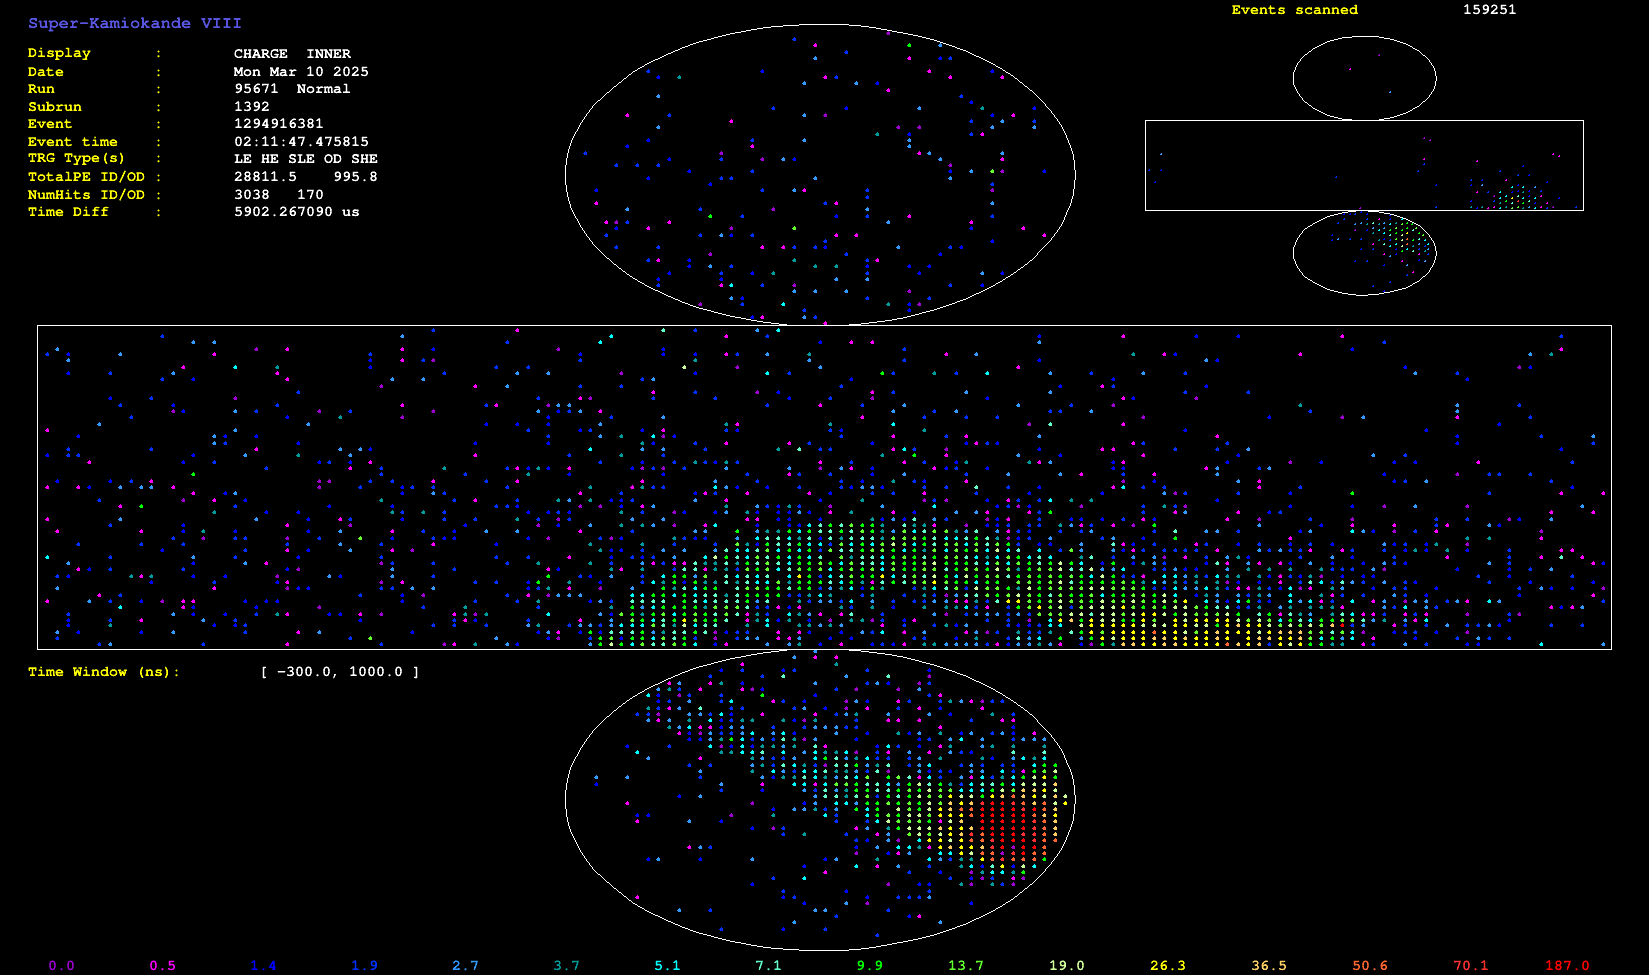 Super-Kamiokande VIII
Events scanned 159251
Display : CHARGE INNER
Date : Mon Mar 10 2025
Run : 95671 Normal
Subrun : 1392
Event : 1294916381
Event time : 02:11:47.475815
TRG Type(s) : LE HE SLE OD SHE
TotalPE ID/OD : 28811.5 995.8
NumHits ID/OD : 3038 170
Time Diff : 5902.267090 us
Time Window (ns): [ -300.0, 1000.0 ]
0.0 0.5 1.4 1.9 2.7 3.7 5.1 7.1 9.9 13.7 19.0 26.3 36.5 50.6 70.1 187.0